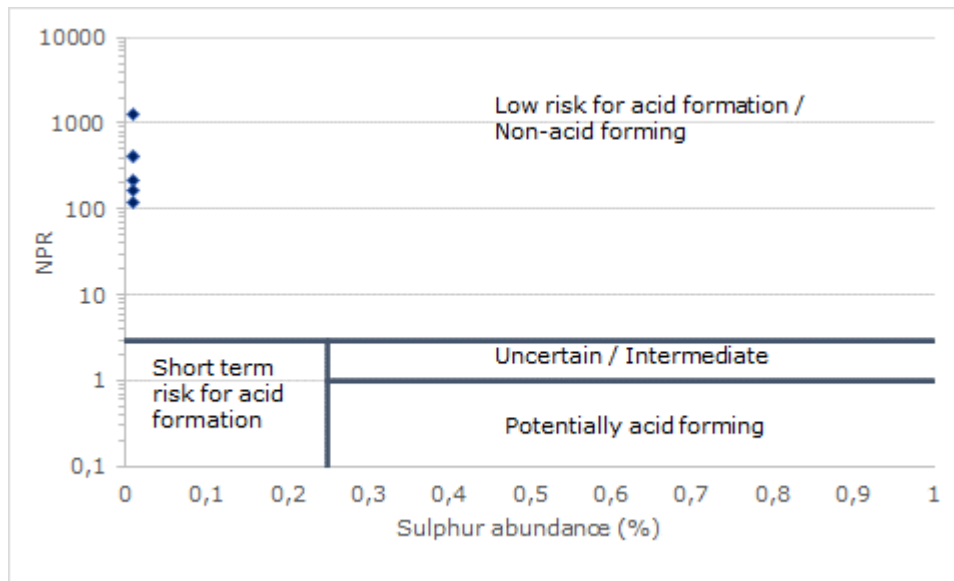 10000
1000
100
10
1
0,1
NPR
Low risk for acid formation /
Non-acid forming
Short term
risk for acid
formation
Uncertain / Intermediate
Potentially acid forming
0 0,1 0,2 0,3 0,4 0,5 0,6 0,7 0,8 0,9 1
Sulphur abundance (%)